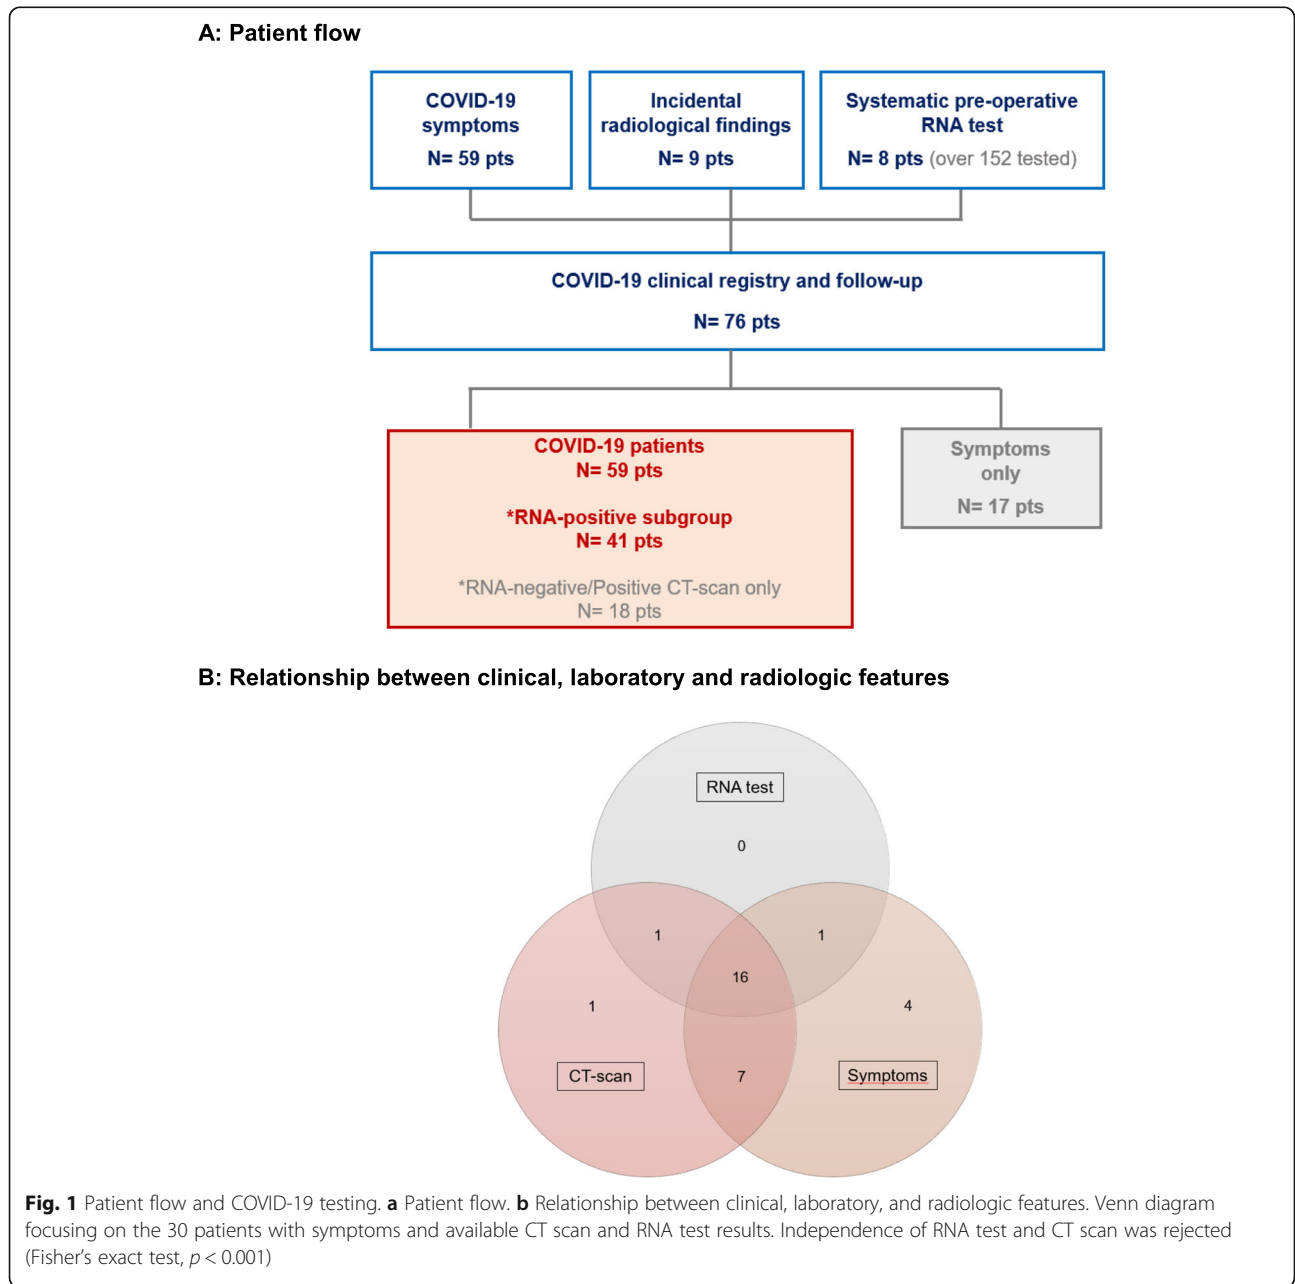 A: Patient flow
COVID-19
symptoms
N= 59 pts
Incidental
radiological findings
N= 9 pts
Systematic pre-operative
RNA test
N= 8 pts (over 152 tested)
COVID-19 clinical registry and follow-up
N= 76 pts
COVID-19 patients
N= 59 pts
*RNA-positive subgroup
N= 41 pts
*RNA-negative/Positive CT-scan only
N= 18 pts
Symptoms
only
N= 17 pts
B: Relationship between clinical, laboratory and radiologic features
RNA test
0
1
1
16
1
4
CT-scan
7
Symptoms
Fig. 1 Patient flow and COVID-19 testing. a Patient flow. b Relationship between clinical, laboratory, and radiologic features. Venn diagram
focusing on the 30 patients with symptoms and available CT scan and RNA test results. Independence of RNA test and CT scan was rejected
(Fisher's exact test, p < 0.001)